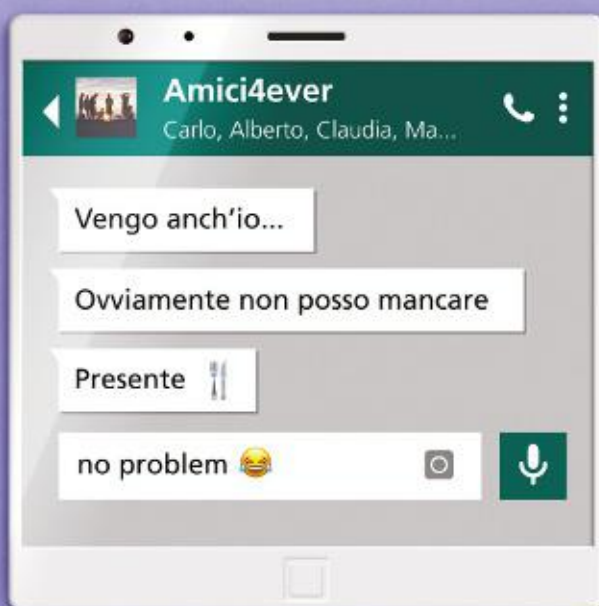 Amici4ever
Carlo, Alberto, Claudia, Ma...
Vengo anch'io...
Ovviamente non posso mancare
Presente 🍴
no problem 😂